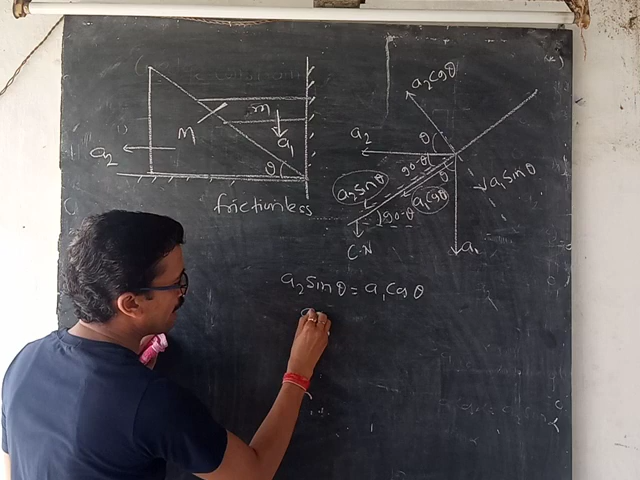 M
m
a₁
a₂
θ
frictionless
a₂cosθ
a₂
θ
90-θ
θ
a₂sinθ
a₁cosθ
a₁sinθ
90-θ
C.N
a₁
a₂sinθ = a₁cosθ